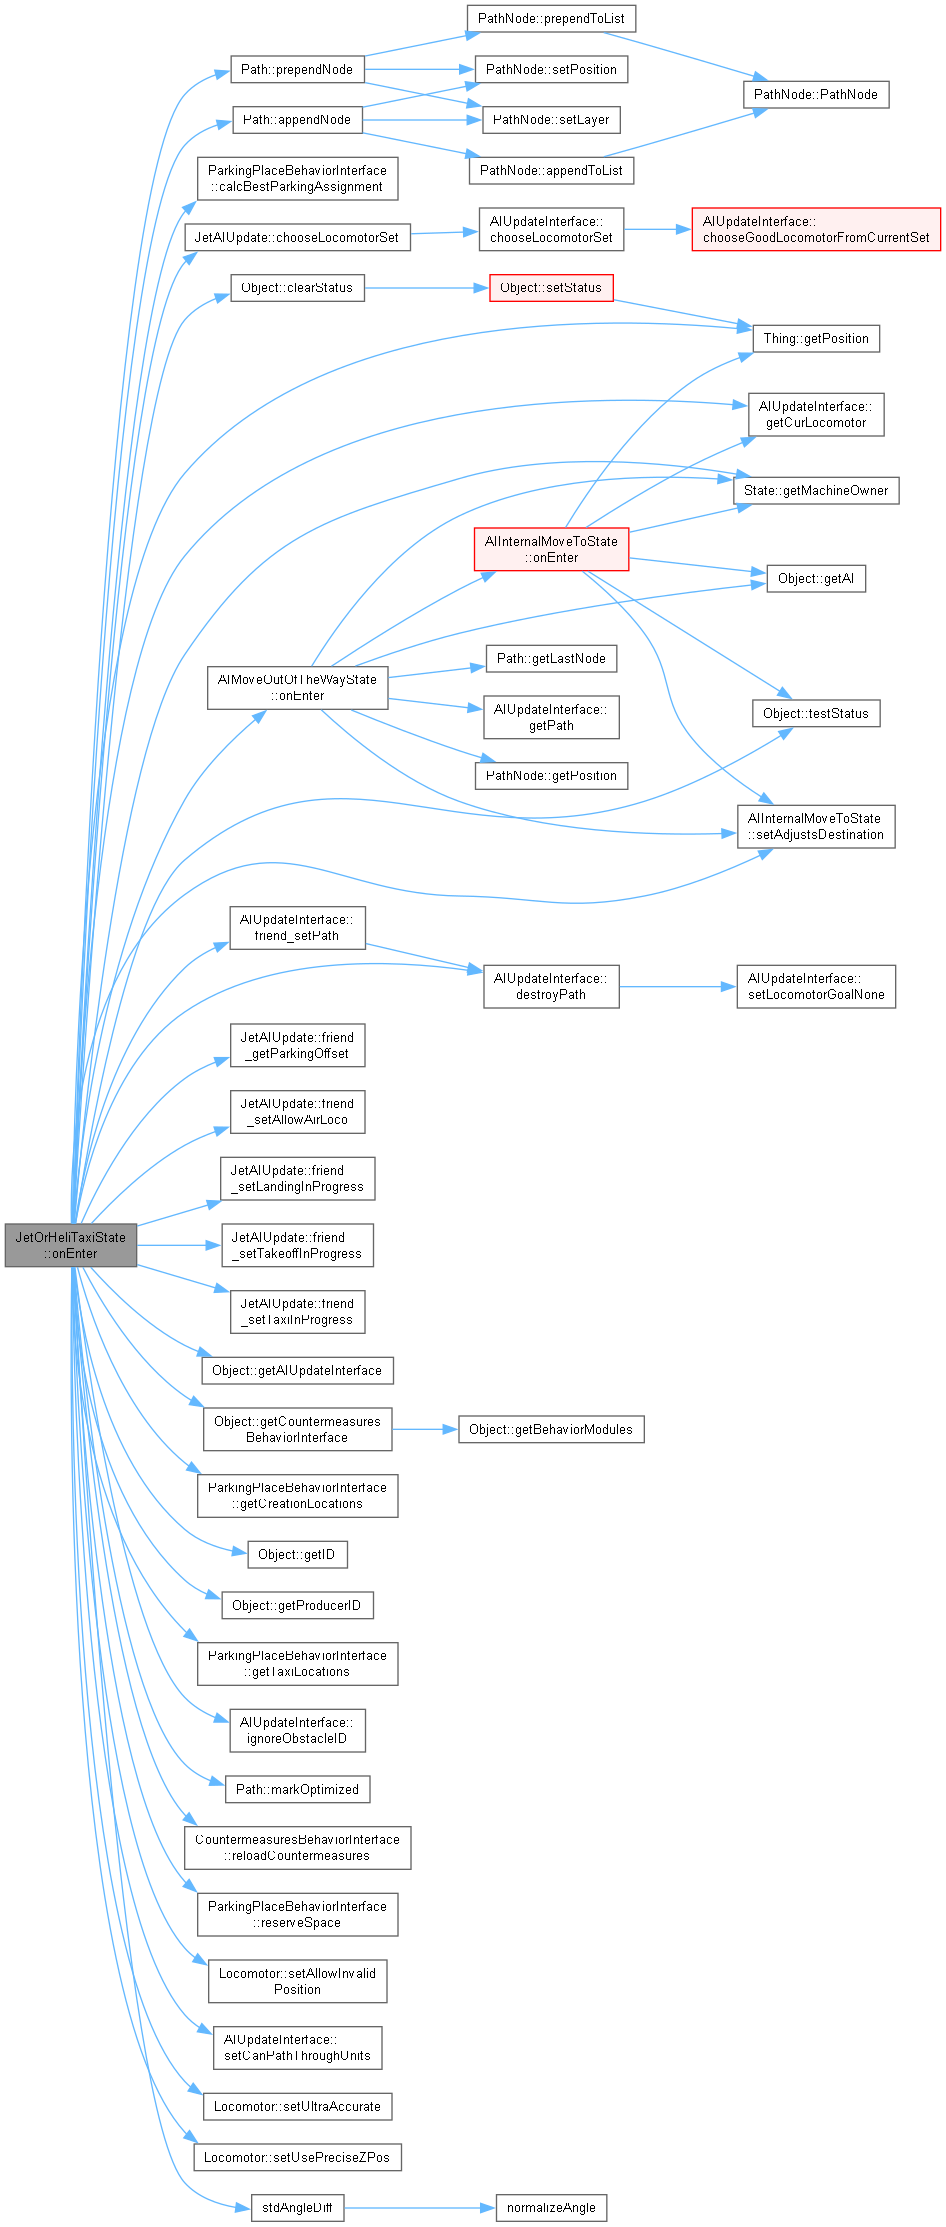 PathNode::prependToList
Path::prependNode
PathNode::setPosition
PathNode::PathNode
Path::appendNode
PathNode::setLayer
PathNode::appendToList
ParkingPlaceBehaviorInterface
::calcBestParkingAssignment
JetAIUpdate::chooseLocomotorSet
AIUpdateInterface::
chooseLocomotorSet
AIUpdateInterface::
chooseGoodLocomotorFromCurrentSet
Object::clearStatus
Object::setStatus
Thing::getPosition
AIUpdateInterface::
getCurLocomotor
State::getMachineOwner
AIInternalMoveToState
::onEnter
Object::getAI
AIMoveOutOfTheWayState
::onEnter
Path::getLastNode
AIUpdateInterface::
getPath
Object::testStatus
PathNode::getPosition
AIInternalMoveToState
::setAdjustsDestination
AIUpdateInterface::
friend_setPath
AIUpdateInterface::
destroyPath
AIUpdateInterface::
setLocomotorGoalNone
JetAIUpdate::friend
_getParkingOffset
JetAIUpdate::friend
_setAllowAirLoco
JetAIUpdate::friend
_setLandingInProgress
JetOrHeliTaxiState
::onEnter
JetAIUpdate::friend
_setTakeoffInProgress
JetAIUpdate::friend
_setTaxiInProgress
Object::getAIUpdateInterface
Object::getCountermeasures
BehaviorInterface
Object::getBehaviorModules
ParkingPlaceBehaviorInterface
::getCreationLocations
Object::getID
Object::getProducerID
ParkingPlaceBehaviorInterface
::getTaxiLocations
AIUpdateInterface::
ignoreObstacleID
Path::markOptimized
CountermeasuresBehaviorInterface
::reloadCountermeasures
ParkingPlaceBehaviorInterface
::reserveSpace
Locomotor::setAllowInvalid
Position
AIUpdateInterface::
setCanPathThroughUnits
Locomotor::setUltraAccurate
Locomotor::setUsePreciseZPos
stdAngleDiff
normalizeAngle